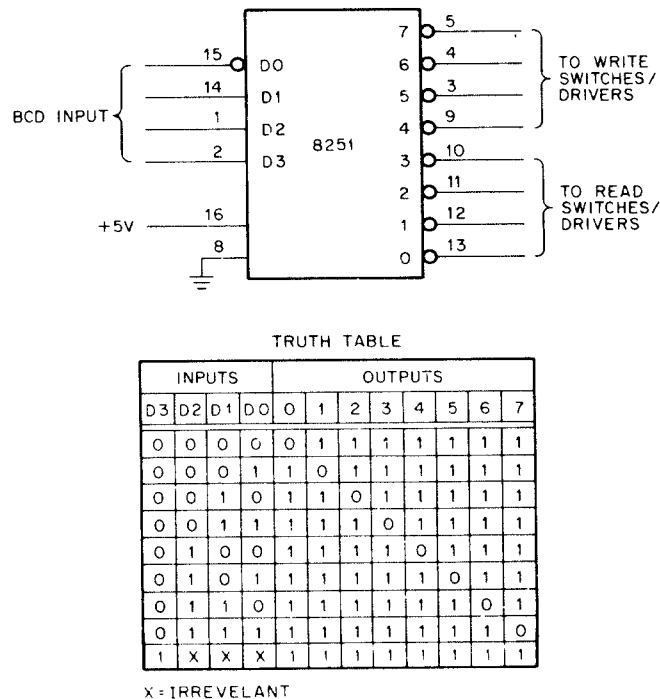 15 D0 7 5
14 D1 6 4
1 D2 5 3
2 D3 4 9
BCD INPUT
8251
3 10
16 2 11
+5V 1 12
8 0 13
TO WRITE
SWITCHES/
DRIVERS
TO READ
SWITCHES/
DRIVERS
TRUTH TABLE
INPUTS OUTPUTS
D3 D2 D1 D0 0 1 2 3 4 5 6 7
0 0 0 0 0 1 1 1 1 1 1 1
0 0 0 1 1 0 1 1 1 1 1 1
0 0 1 0 1 1 0 1 1 1 1 1
0 0 1 1 1 1 1 0 1 1 1 1
0 1 0 0 1 1 1 1 0 1 1 1
0 1 0 1 1 1 1 1 1 0 1 1
0 1 1 0 1 1 1 1 1 1 0 1
0 1 1 1 1 1 1 1 1 1 1 0
1 X X X 1 1 1 1 1 1 1 1
X = IRREVELANT